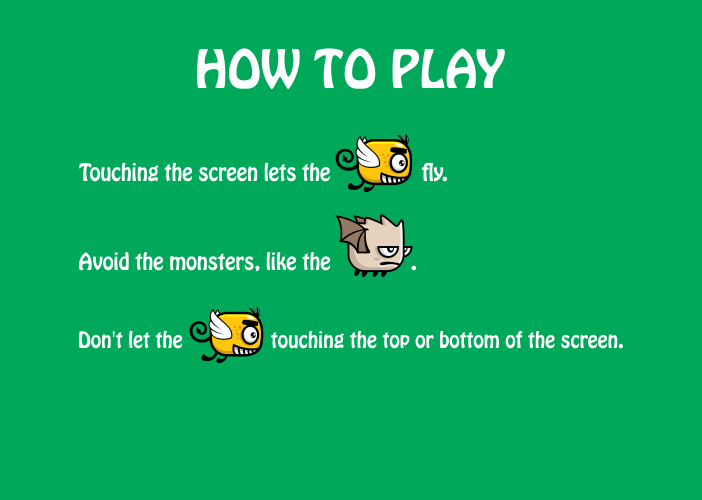 HOW TO PLAY
Touching the screen lets the fly.
Avoid the monsters, like the .
Don't let the touching the top or bottom of the screen.